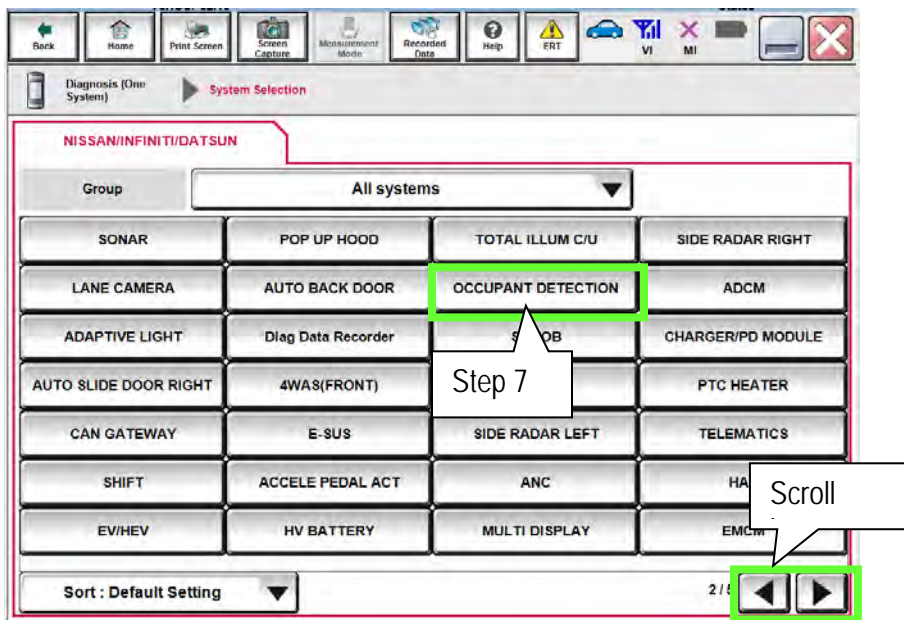 Back Home Print Screen Screen Capture Measurement Mode Recorded Data Help ERT VI MI
Diagnosis (One System) System Selection
NISSAN/INFINITI/DATSUN
Group All systems
SONAR POP UP HOOD TOTAL ILLUM C/U SIDE RADAR RIGHT
LANE CAMERA AUTO BACK DOOR OCCUPANT DETECTION ADCM
ADAPTIVE LIGHT Diag Data Recorder CHARGER/PD MODULE
AUTO SLIDE DOOR RIGHT 4WAS(FRONT) Step 7 PTC HEATER
CAN GATEWAY E-SUS SIDE RADAR LEFT TELEMATICS
SHIFT ACCELE PEDAL ACT ANC HA
Scroll
EV/HEV HV BATTERY MULTI DISPLAY EMCM
Sort : Default Setting 2/